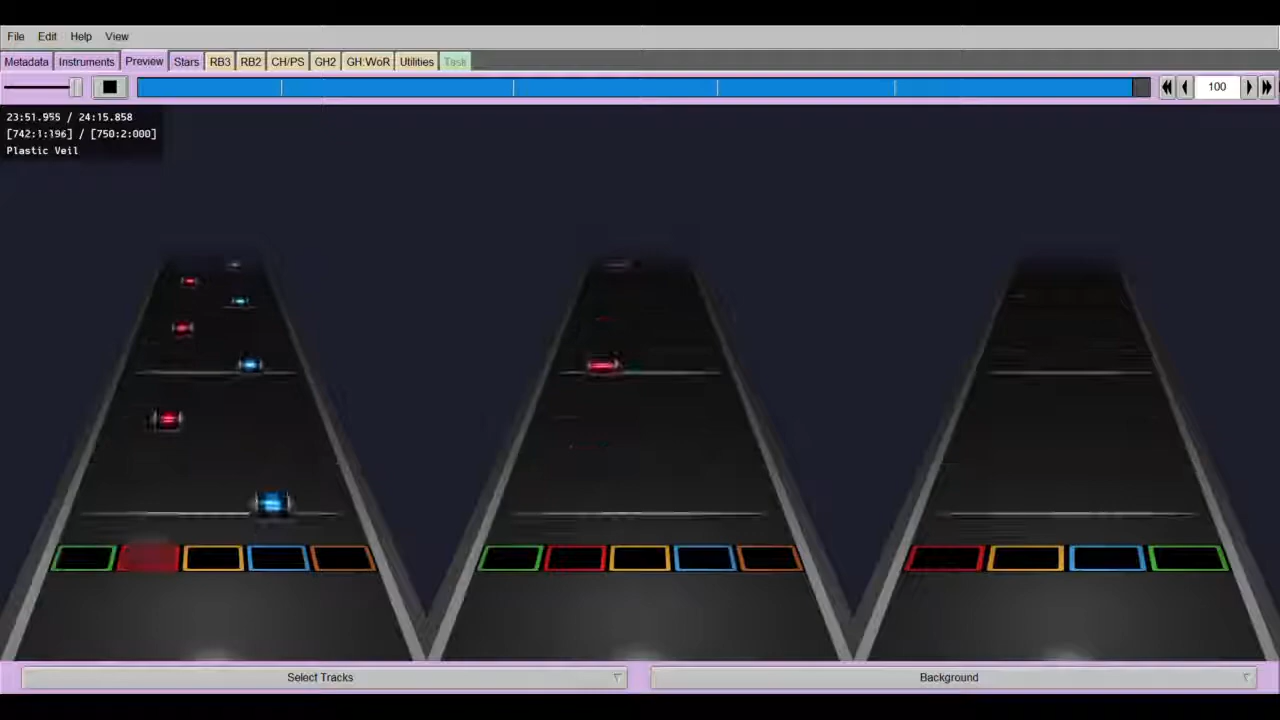 File Edit Help View
Metadata Instruments Preview Stars RB3 RB2 CH/PS GH2 GH:WoR Utilities Task
100
23:51.955 / 24:15.858
[742:1:196] / [750:2:000]
Plastic Veil
Select Tracks
Background